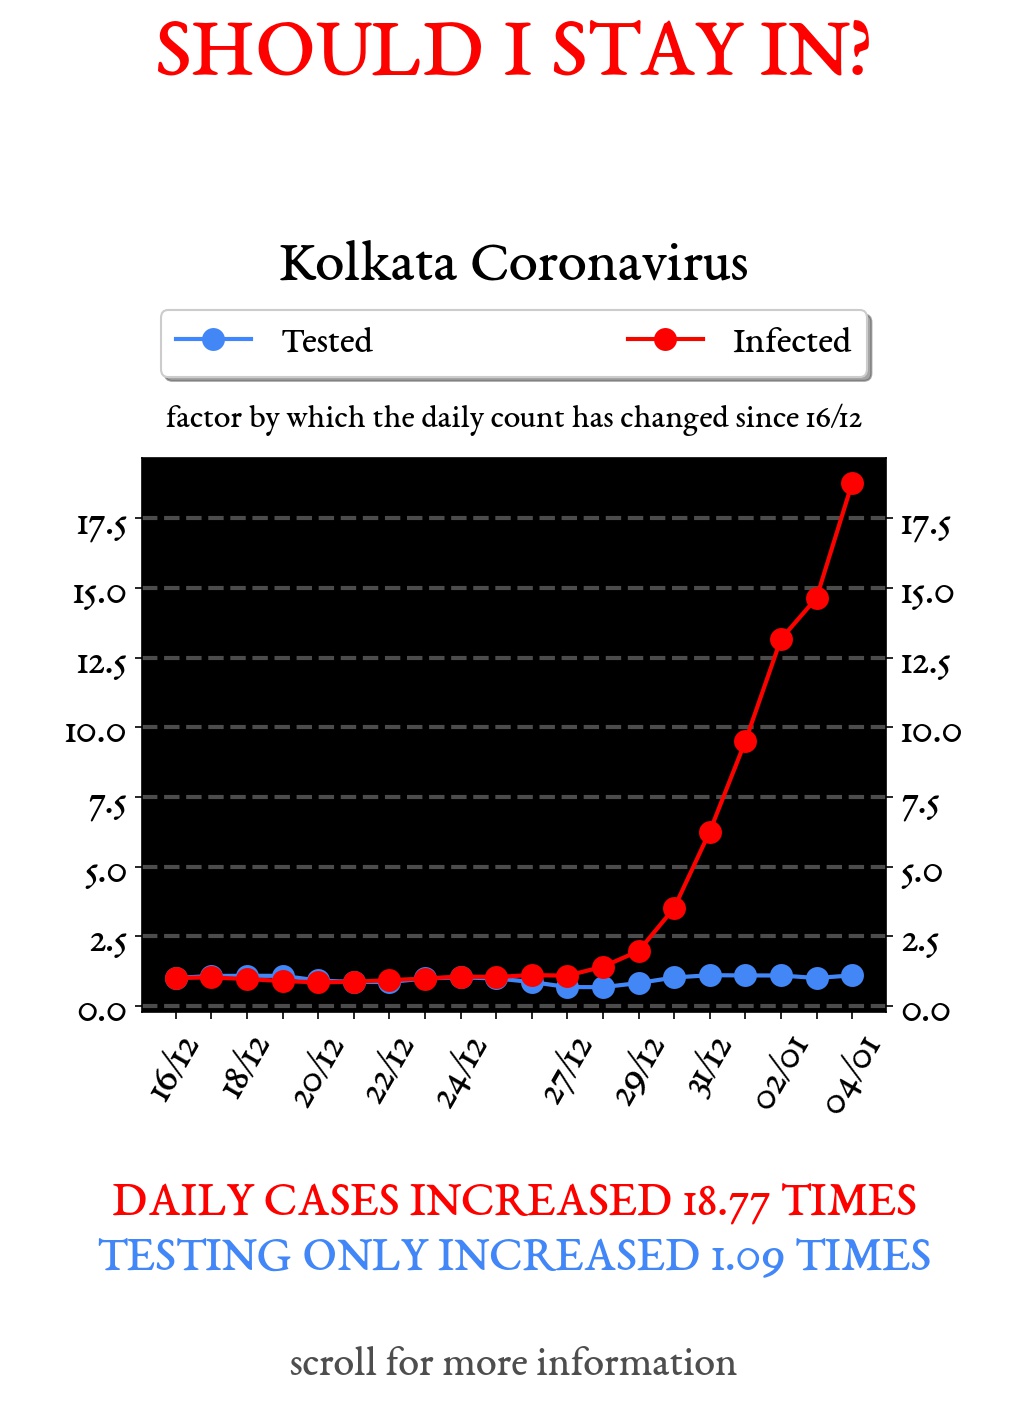 SHOULD I STAY IN?
Kolkata Coronavirus
Tested Infected
factor by which the daily count has changed since 16/12
17.5 17.5
15.0 15.0
12.5 12.5
10.0 10.0
7.5 7.5
5.0 5.0
2.5 2.5
0.0 0.0
16/12 18/12 20/12 22/12 24/12 27/12 29/12 31/12 02/01 04/01
DAILY CASES INCREASED 18.77 TIMES
TESTING ONLY INCREASED 1.09 TIMES
scroll for more information